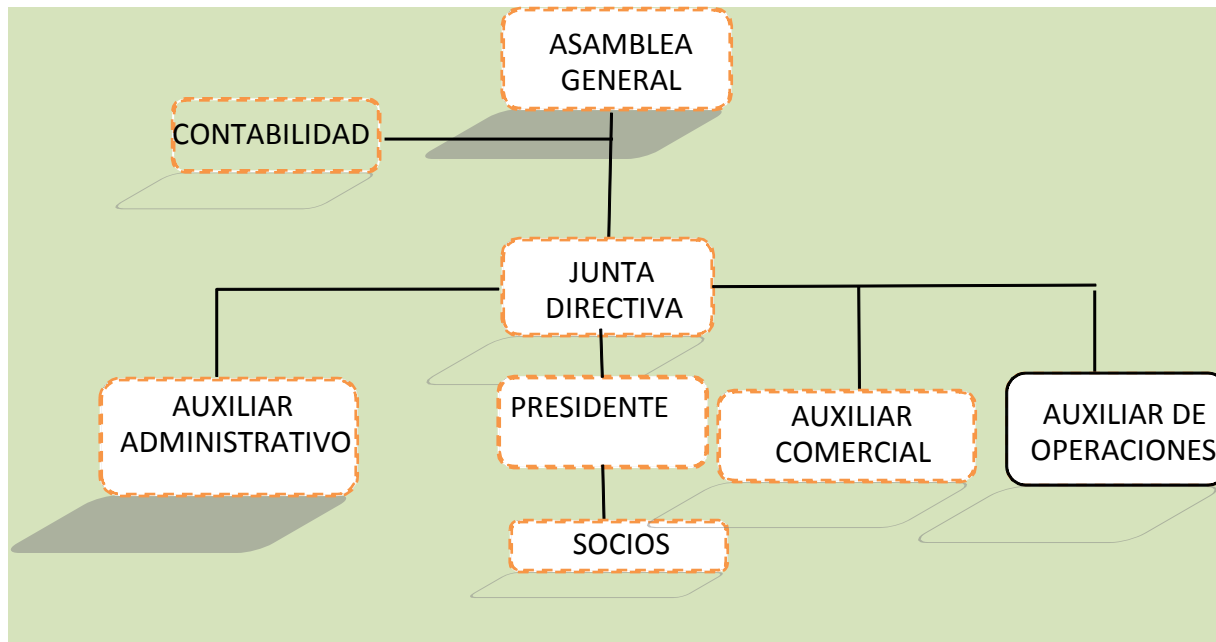 ASAMBLEA
GENERAL
CONTABILIDAD
JUNTA
DIRECTIVA
AUXILIAR
ADMINISTRATIVO
PRESIDENTE
AUXILIAR
COMERCIAL
AUXILIAR DE
OPERACIONES
SOCIOS